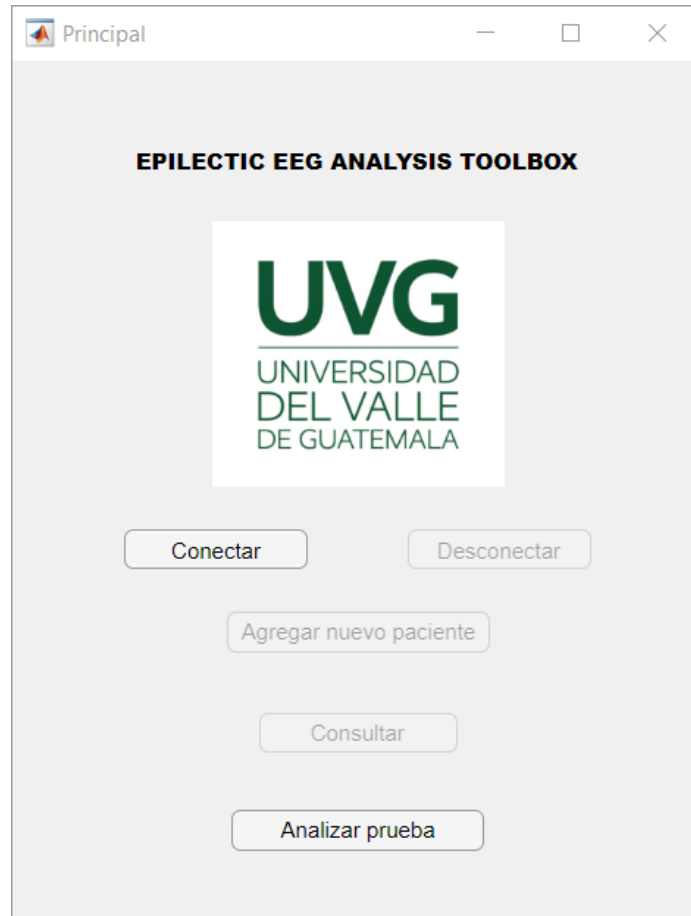 Principal
EPILECTIC EEG ANALYSIS TOOLBOX
UVG
UNIVERSIDAD
DEL VALLE
DE GUATEMALA
Conectar
Desconectar
Agregar nuevo paciente
Consultar
Analizar prueba